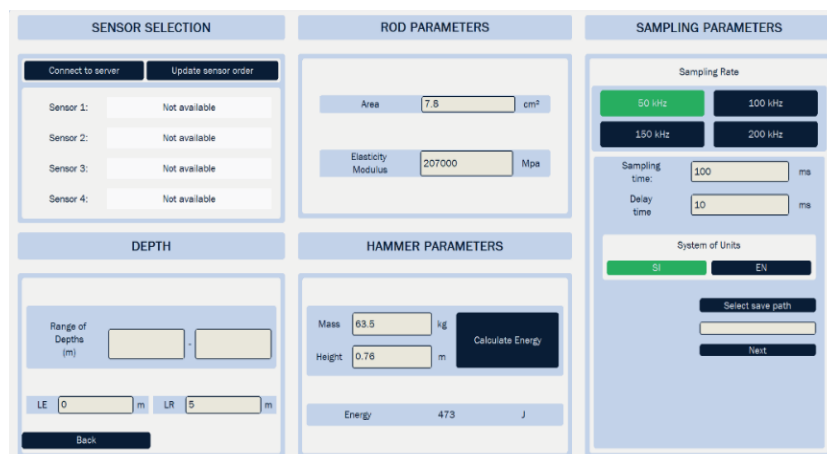 SENSOR SELECTION
Connect to server Update sensor order
Sensor 1: Not available
Sensor 2: Not available
Sensor 3: Not available
Sensor 4: Not available
DEPTH
Range of
Depths
(m)
-
LE 0 m LR 5 m
Back
ROD PARAMETERS
Area 7.8 cm²
Elasticity
Modulus 207000 Mpa
HAMMER PARAMETERS
Mass 63.5 kg
Height 0.76 m
Calculate Energy
Energy 473 J
SAMPLING PARAMETERS
Sampling Rate
50 kHz 100 kHz
150 kHz 200 kHz
Sampling
time: 100 ms
Delay
time 10 ms
System of Units
SI EN
Select save path
Next